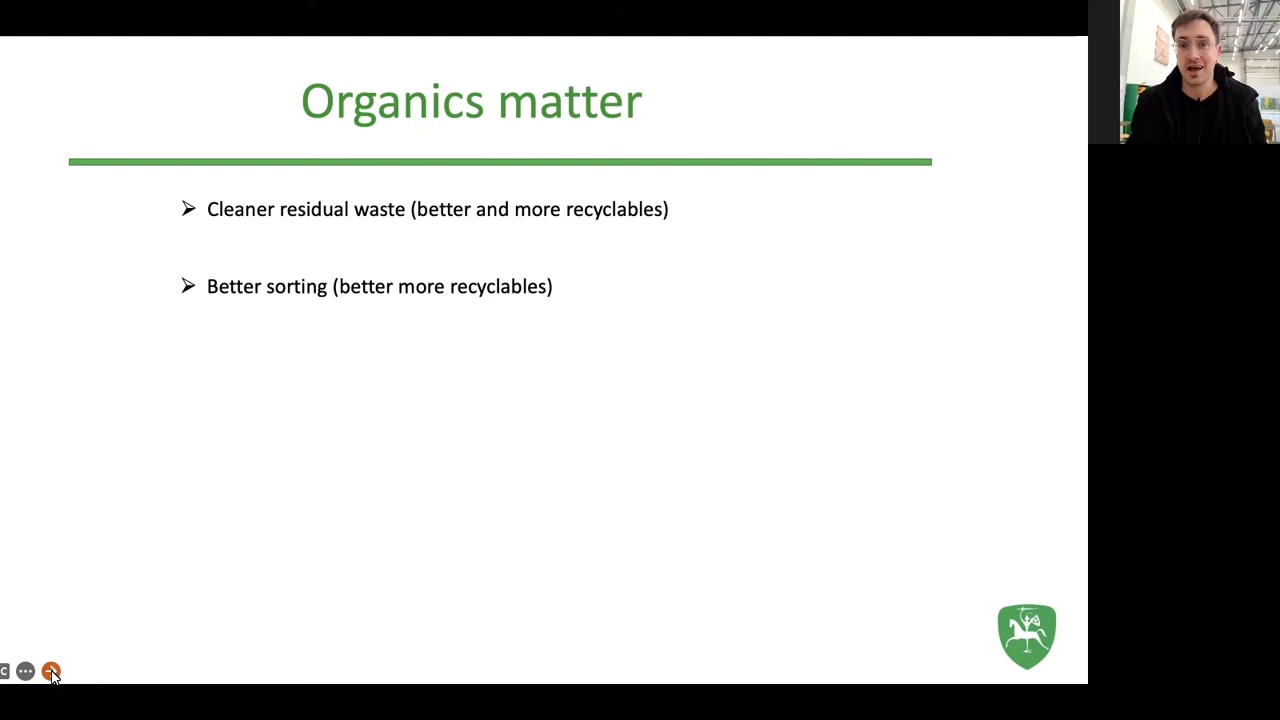 Organics matter
Cleaner residual waste (better and more recyclables)
Better sorting (better more recyclables)
C